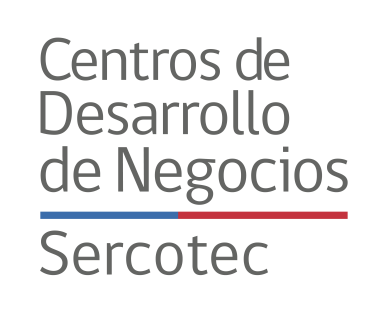 Centros de
Desarrollo
de Negocios
Sercotec